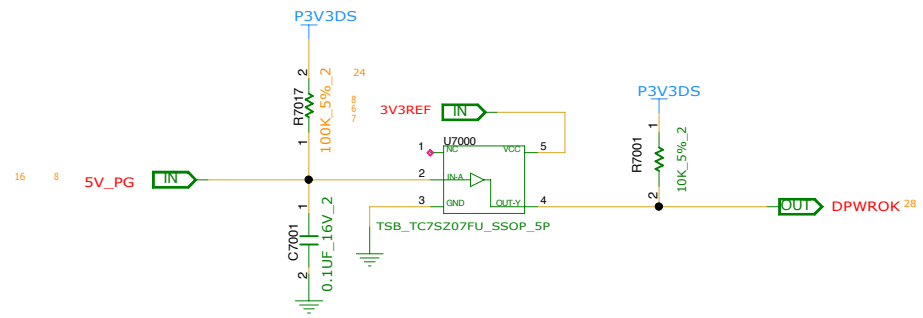 P3V3DS
2
24
R7017
100K_5%_2
8
6
7
1
3V3REF
IN
P3V3DS
1
R7001
10K_5%_2
2
U7000
1
NC
VCC
5
16
8
5V_PG
IN
2
IN-A
3
GND
OUT-Y
4
OUT
DPWROK
28
TSB_TC7SZ07FU_SSOP_5P
1
C7001
0.1UF_16V_2
2